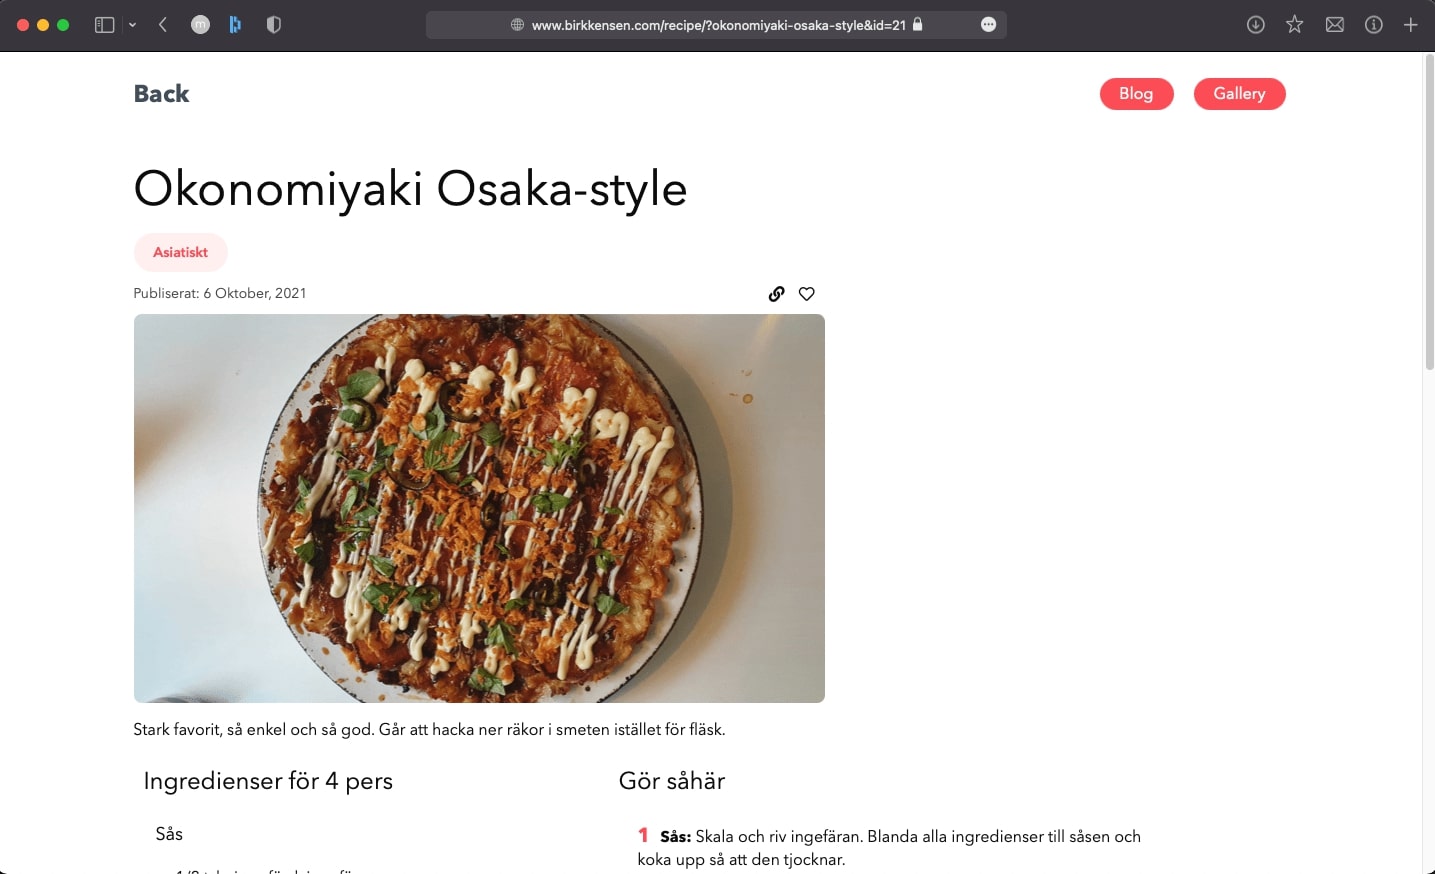 www.birkkensen.com/recipe/?okonomiyaki-osaka-style&id=21
Back
Blog
Gallery
Okonomiyaki Osaka-style
Asiatiskt
Publiserat: 6 Oktober, 2021
Stark favorit, så enkel och så god. Går att hacka ner räkor i smeten istället för fläsk.
Ingredienser för 4 pers
Sås
Gör såhär
1 Sås: Skala och riv ingefäran. Blanda alla ingredienser till såsen och
koka upp så att den tjocknar.